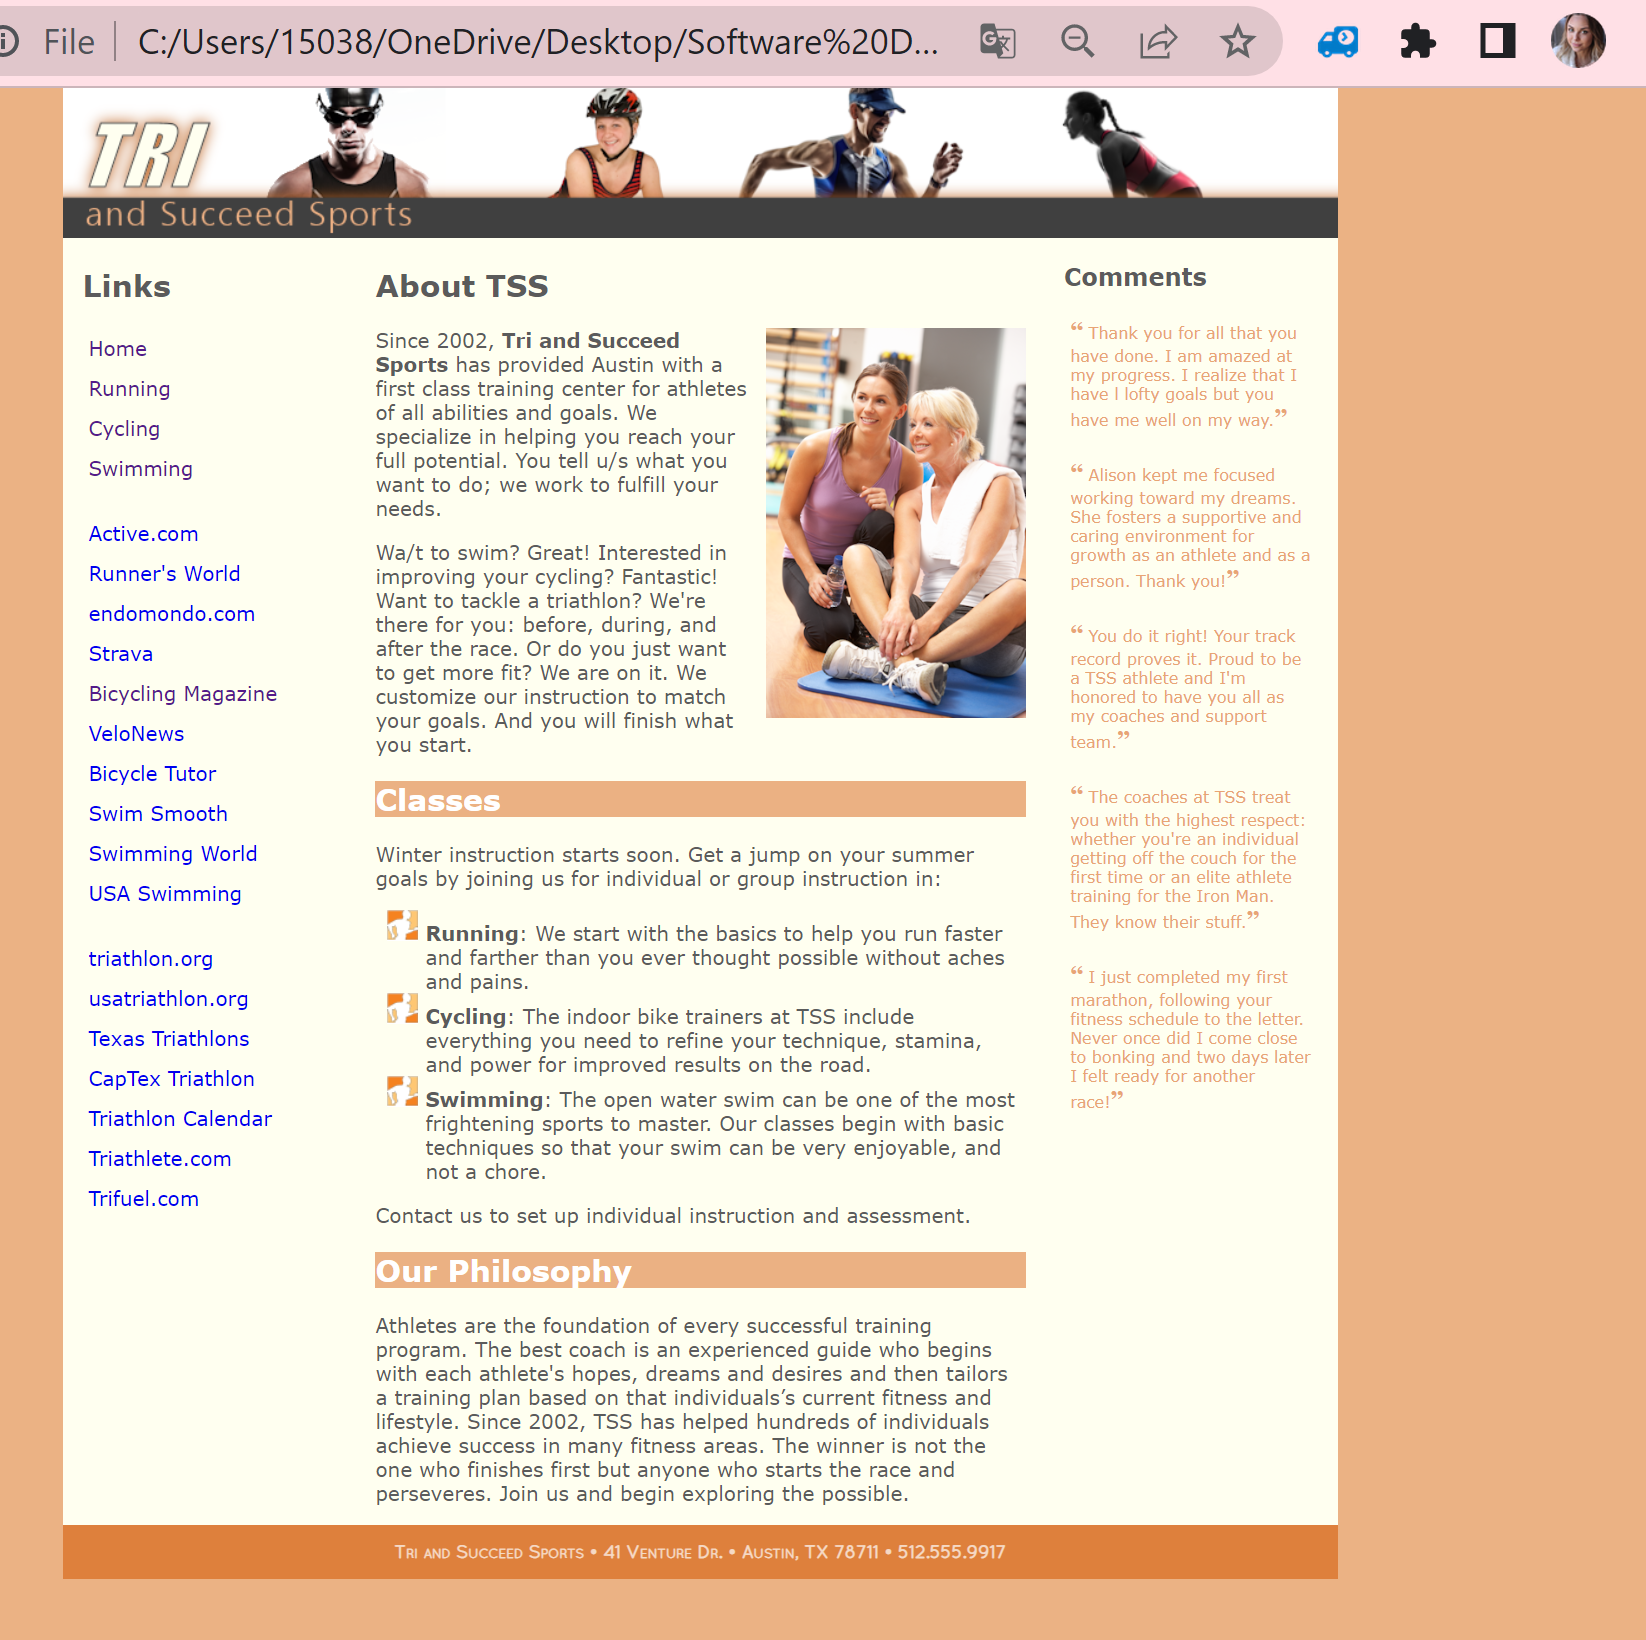 File
C:/Users/15038/OneDrive/Desktop/Software%20D...
TRI
and Succeed Sports
Links
Home
Running
Cycling
Swimming
Active.com
Runner's World
endomondo.com
Strava
Bicycling Magazine
VeloNews
Bicycle Tutor
Swim Smooth
Swimming World
USA Swimming
triathlon.org
usatriathlon.org
Texas Triathlons
CapTex Triathlon
Triathlon Calendar
Triathlete.com
Trifuel.com
About TSS
Since 2002, Tri and Succeed
Sports has provided Austin with a
first class training center for athletes
of all abilities and goals. We
specialize in helping you reach your
full potential. You tell u/s what you
want to do; we work to fulfill your
needs.
Wa/t to swim? Great! Interested in
improving your cycling? Fantastic!
Want to tackle a triathlon? We're
there for you: before, during, and
after the race. Or do you just want
to get more fit? We are on it. We
customize our instruction to match
your goals. And you will finish what
you start.
Classes
Winter instruction starts soon. Get a jump on your summer
goals by joining us for individual or group instruction in:
Running: We start with the basics to help you run faster
and farther than you ever thought possible without aches
and pains.
Cycling: The indoor bike trainers at TSS include
everything you need to refine your technique, stamina,
and power for improved results on the road.
Swimming: The open water swim can be one of the most
frightening sports to master. Our classes begin with basic
techniques so that your swim can be very enjoyable, and
not a chore.
Contact us to set up individual instruction and assessment.
Our Philosophy
Athletes are the foundation of every successful training
program. The best coach is an experienced guide who begins
with each athlete's hopes, dreams and desires and then tailors
a training plan based on that individuals’s current fitness and
lifestyle. Since 2002, TSS has helped hundreds of individuals
achieve success in many fitness areas. The winner is not the
one who finishes first but anyone who starts the race and
perseveres. Join us and begin exploring the possible.
Comments
“ Thank you for all that you
have done. I am amazed at
my progress. I realize that I
have l lofty goals but you
have me well on my way.”
“ Alison kept me focused
working toward my dreams.
She fosters a supportive and
caring environment for
growth as an athlete and as a
person. Thank you!”
“ You do it right! Your track
record proves it. Proud to be
a TSS athlete and I'm
honored to have you all as
my coaches and support
team.”
“ The coaches at TSS treat
you with the highest respect:
whether you're an individual
getting off the couch for the
first time or an elite athlete
training for the Iron Man.
They know their stuff.”
“ I just completed my first
marathon, following your
fitness schedule to the letter.
Never once did I come close
to bonking and two days later
I felt ready for another
race!”
Tri and Succeed Sports • 41 Venture Dr. • Austin, TX 78711 • 512.555.9917